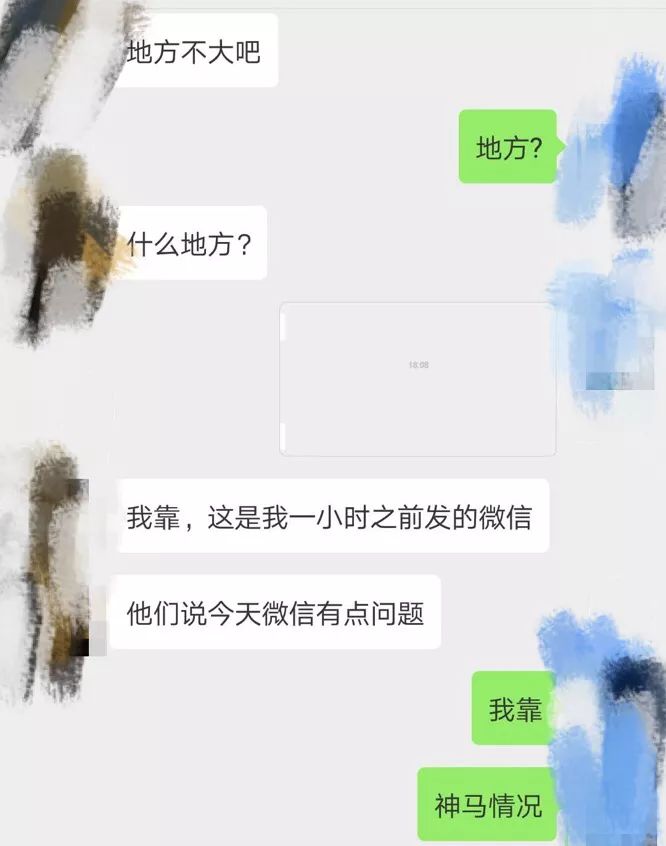 地方不大吧
地方?
什么地方?
18:08
我靠，这是我一小时之前发的微信
他们说今天微信有点问题
我靠
神马情况